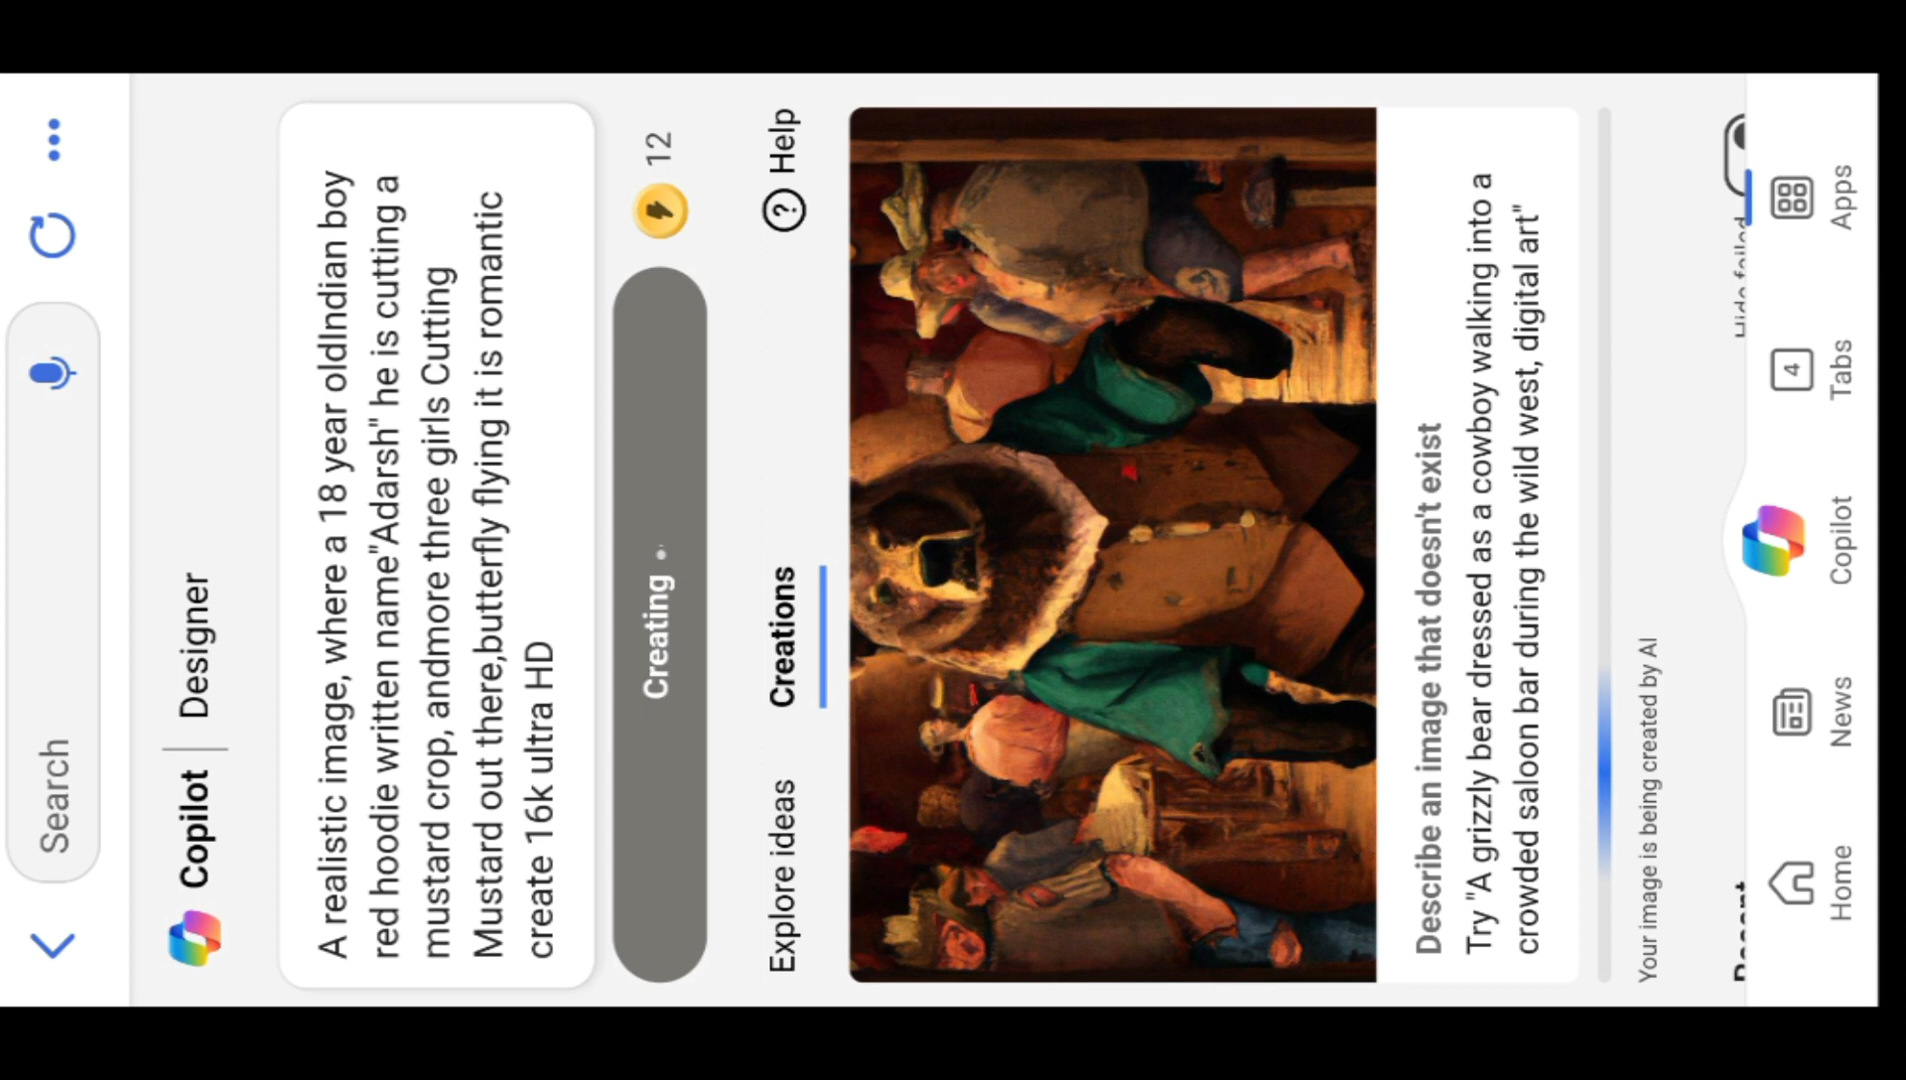 Search
Copilot | Designer
A realistic image, where a 18 year oldIndian boy
red hoodie written name"Adarsh" he is cutting a
mustard crop, andmore three girls Cutting
Mustard out there,butterfly flying it is romantic
create 16k ultra HD
Creating
12
Explore ideas
Creations
Help
Describe an image that doesn't exist
Try "A grizzly bear dressed as a cowboy walking into a
crowded saloon bar during the wild west, digital art"
Your image is being created by AI
Home
News
Copilot
4
Tabs
Apps